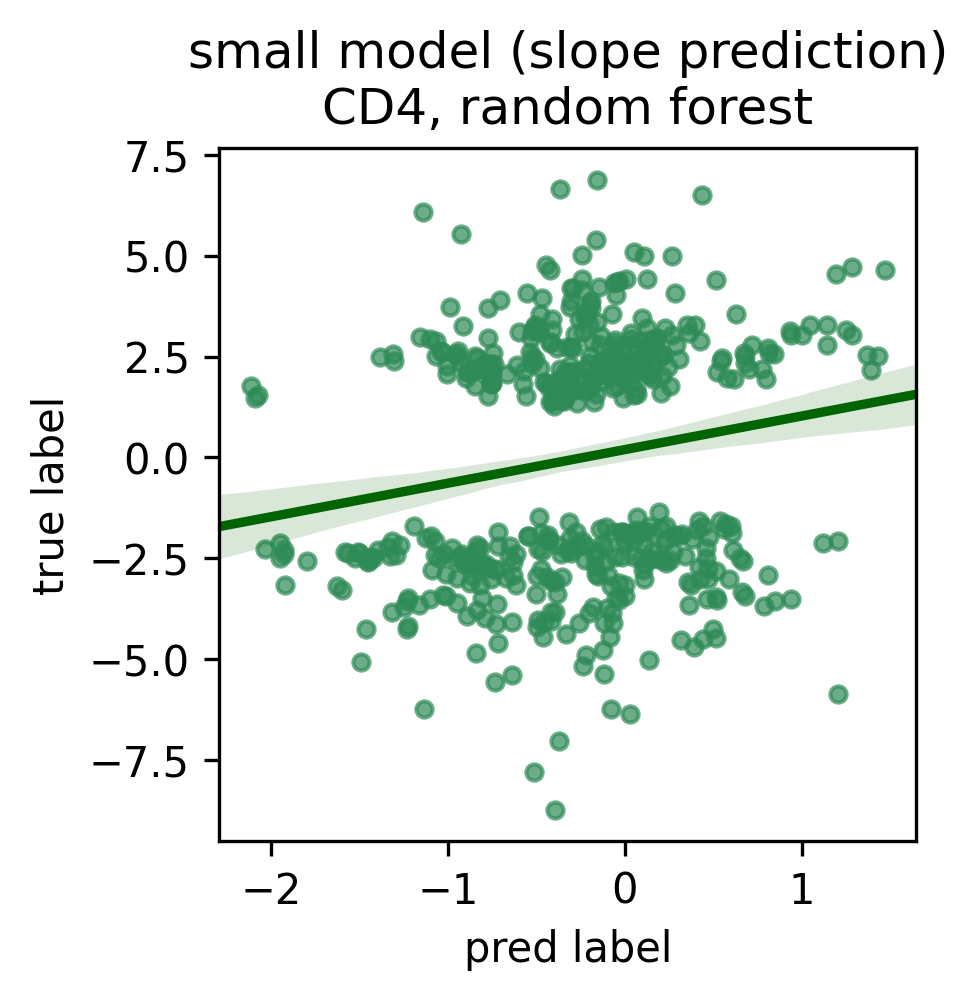 small model (slope prediction)
CD4, random forest
7.5
5.0
2.5
0.0
−2.5
−5.0
−7.5
true label
−2
−1
0
1
pred label